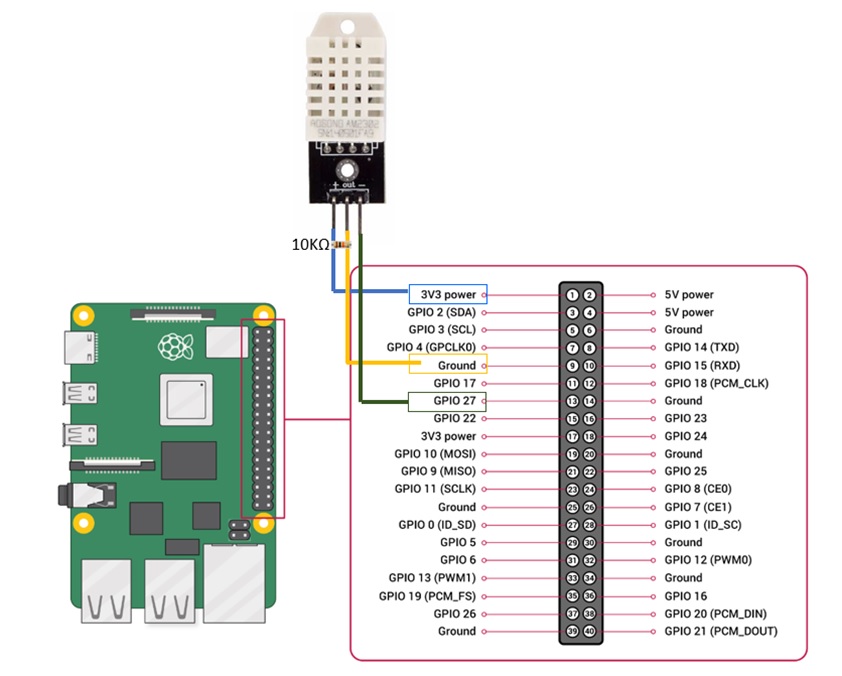 AOSONG AM2302
+ out −
10KΩ
3V3 power 1 2 5V power
GPIO 2 (SDA) 3 4 5V power
GPIO 3 (SCL) 5 6 Ground
GPIO 4 (GPCLK0) 7 8 GPIO 14 (TXD)
Ground 9 10 GPIO 15 (RXD)
GPIO 17 11 12 GPIO 18 (PCM_CLK)
GPIO 27 13 14 Ground
GPIO 22 15 16 GPIO 23
3V3 power 17 18 GPIO 24
GPIO 10 (MOSI) 19 20 Ground
GPIO 9 (MISO) 21 22 GPIO 25
GPIO 11 (SCLK) 23 24 GPIO 8 (CE0)
Ground 25 26 GPIO 7 (CE1)
GPIO 0 (ID_SD) 27 28 GPIO 1 (ID_SC)
GPIO 5 29 30 Ground
GPIO 6 31 32 GPIO 12 (PWM0)
GPIO 13 (PWM1) 33 34 Ground
GPIO 19 (PCM_FS) 35 36 GPIO 16
GPIO 26 37 38 GPIO 20 (PCM_DIN)
Ground 39 40 GPIO 21 (PCM_DOUT)